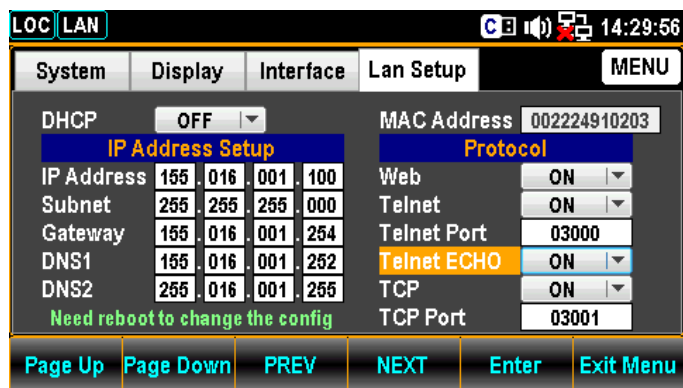 LOC LAN C 14:29:56
System Display Interface Lan Setup MENU
DHCP OFF
IP Address Setup
IP Address 155 . 016 . 001 . 100
Subnet 255 . 255 . 255 . 000
Gateway 155 . 016 . 001 . 254
DNS1 155 . 016 . 001 . 252
DNS2 255 . 016 . 001 . 255
Need reboot to change the config
MAC Address 002224910203
Protocol
Web ON
Telnet ON
Telnet Port 03000
Telnet ECHO ON
TCP ON
TCP Port 03001
Page Up Page Down PREV NEXT Enter Exit Menu